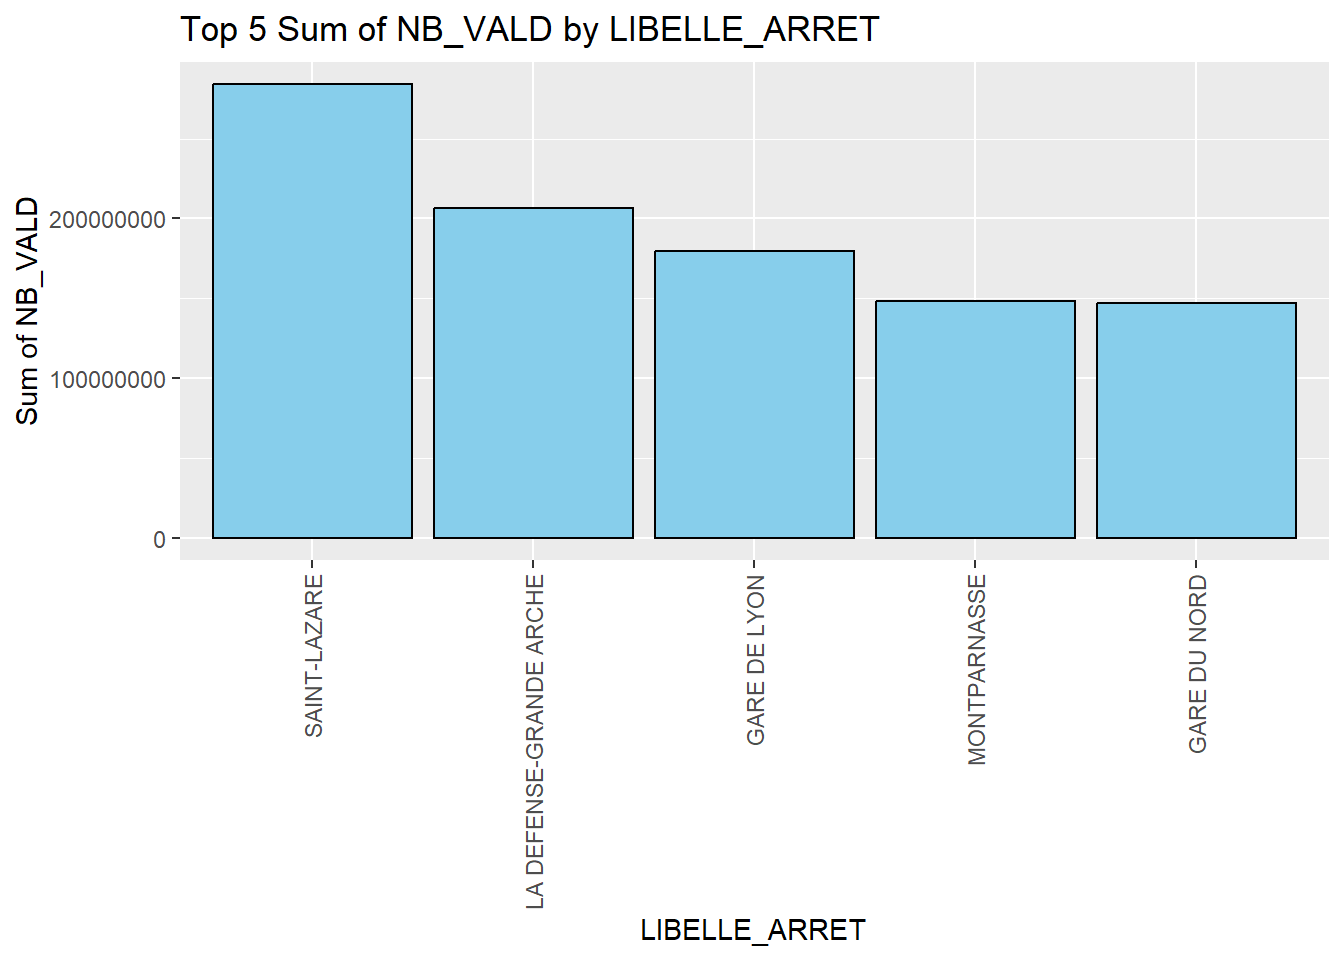 Top 5 Sum of NB_VALD by LIBELLE_ARRET
Sum of NB_VALD
200000000
100000000
0
SAINT-LAZARE
LA DEFENSE-GRANDE ARCHE
GARE DE LYON
MONTPARNASSE
GARE DU NORD
LIBELLE_ARRET